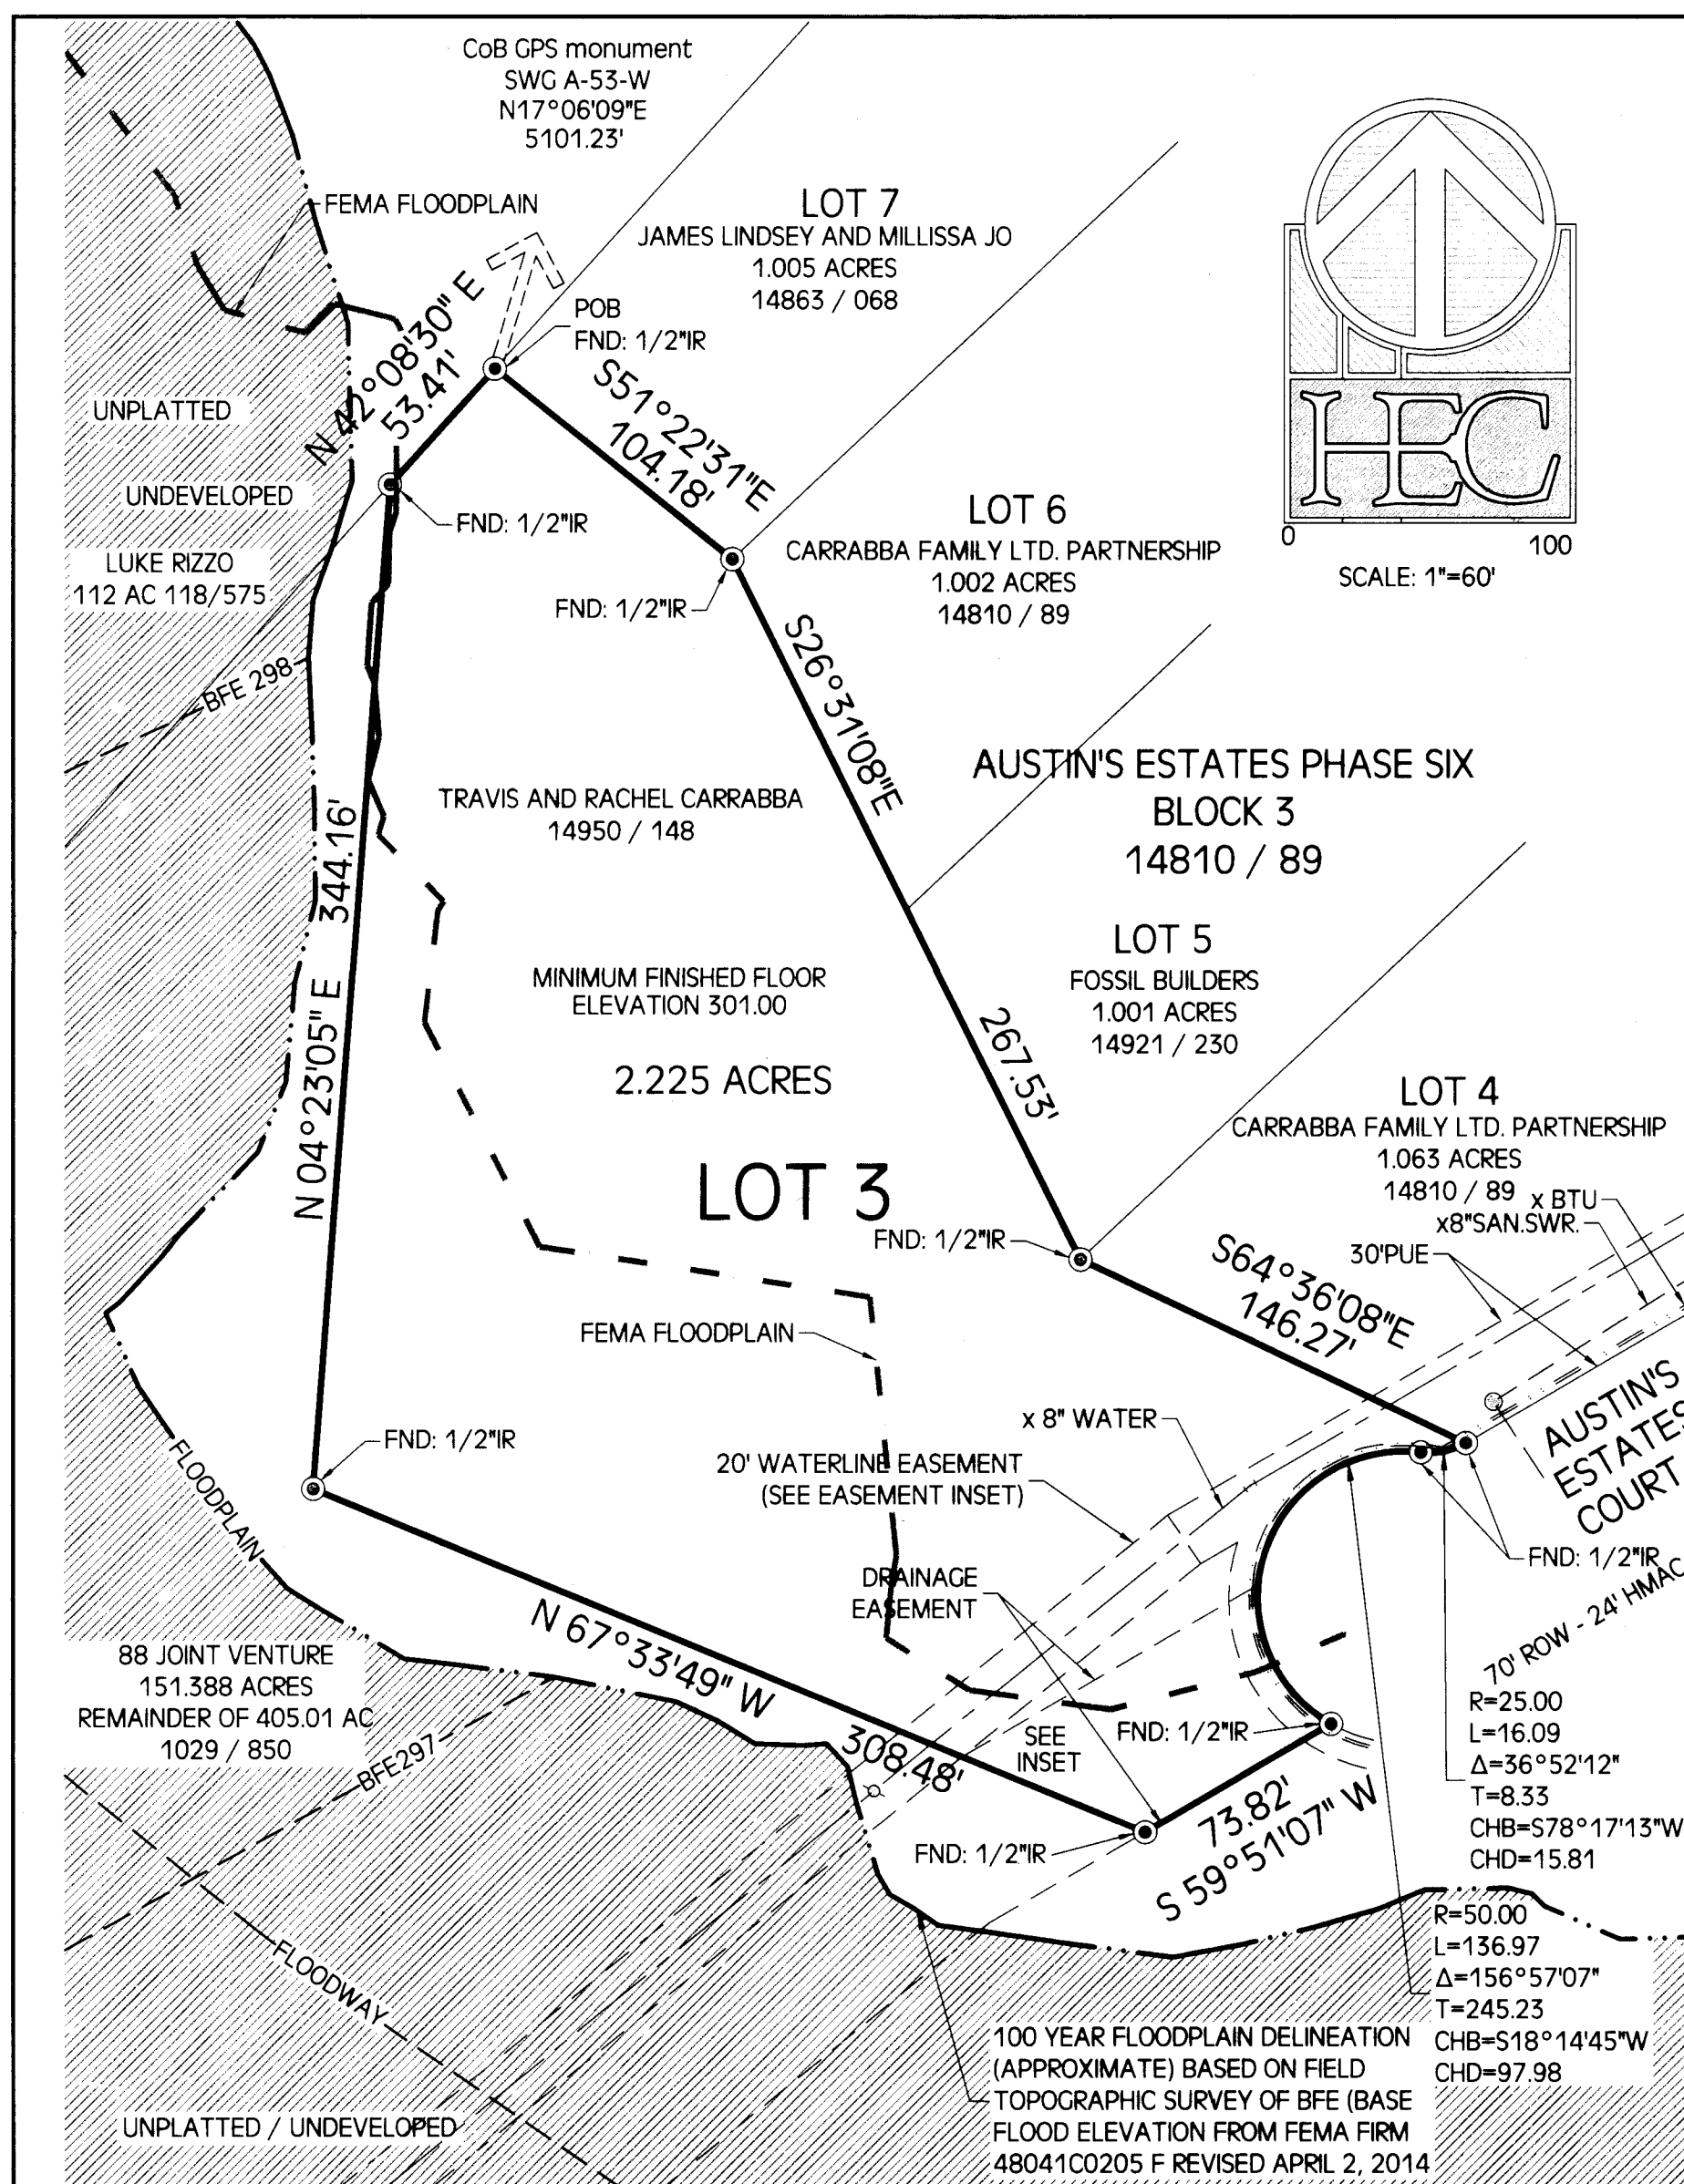 CoB GPS monument
SWG A-53-W
N17°06'09"E
5101.23'
FEMA FLOODPLAIN
LOT 7
JAMES LINDSEY AND MILLISSA JO
1.005 ACRES
14863 / 068
N 42°08'30" E
53.41'
POB
FND: 1/2"IR
S51°22'31"E
104.18'
HEC
0
100
SCALE: 1"=60'
UNPLATTED
UNDEVELOPED
LUKE RIZZO
112 AC 118/575
FND: 1/2"IR
FND: 1/2"IR
LOT 6
CARRABBA FAMILY LTD. PARTNERSHIP
1.002 ACRES
14810 / 89
BFE 298
S26°31'08"E
267.53'
AUSTIN'S ESTATES PHASE SIX
BLOCK 3
14810 / 89
TRAVIS AND RACHEL CARRABBA
14950 / 148
N 04°23'05" E 344.16'
LOT 5
FOSSIL BUILDERS
1.001 ACRES
14921 / 230
MINIMUM FINISHED FLOOR
ELEVATION 301.00
2.225 ACRES
LOT 3
LOT 4
CARRABBA FAMILY LTD. PARTNERSHIP
1.063 ACRES
14810 / 89
x BTU
x8"SAN.SWR.
30'PUE
FND: 1/2"IR
S64°36'08"E
146.27'
FEMA FLOODPLAIN
AUSTIN'S
ESTATES
COURT
x 8" WATER
20' WATERLINE EASEMENT
(SEE EASEMENT INSET)
FND: 1/2"IR
FLOODPLAIN
FND: 1/2"IR
70' ROW - 24' HMAC
DRAINAGE
EASEMENT
N 67°33'49" W
308.48'
88 JOINT VENTURE
151.388 ACRES
REMAINDER OF 405.01 AC
1029 / 850
BFE297
SEE
INSET
FND: 1/2"IR
R=25.00
L=16.09
Δ=36°52'12"
T=8.33
CHB=S78°17'13"W
CHD=15.81
73.82'
S 59°51'07" W
FND: 1/2"IR
FLOODWAY
R=50.00
L=136.97
Δ=156°57'07"
T=245.23
CHB=S18°14'45"W
CHD=97.98
100 YEAR FLOODPLAIN DELINEATION
(APPROXIMATE) BASED ON FIELD
TOPOGRAPHIC SURVEY OF BFE (BASE
FLOOD ELEVATION FROM FEMA FIRM
48041C0205 F REVISED APRIL 2, 2014
UNPLATTED / UNDEVELOPED